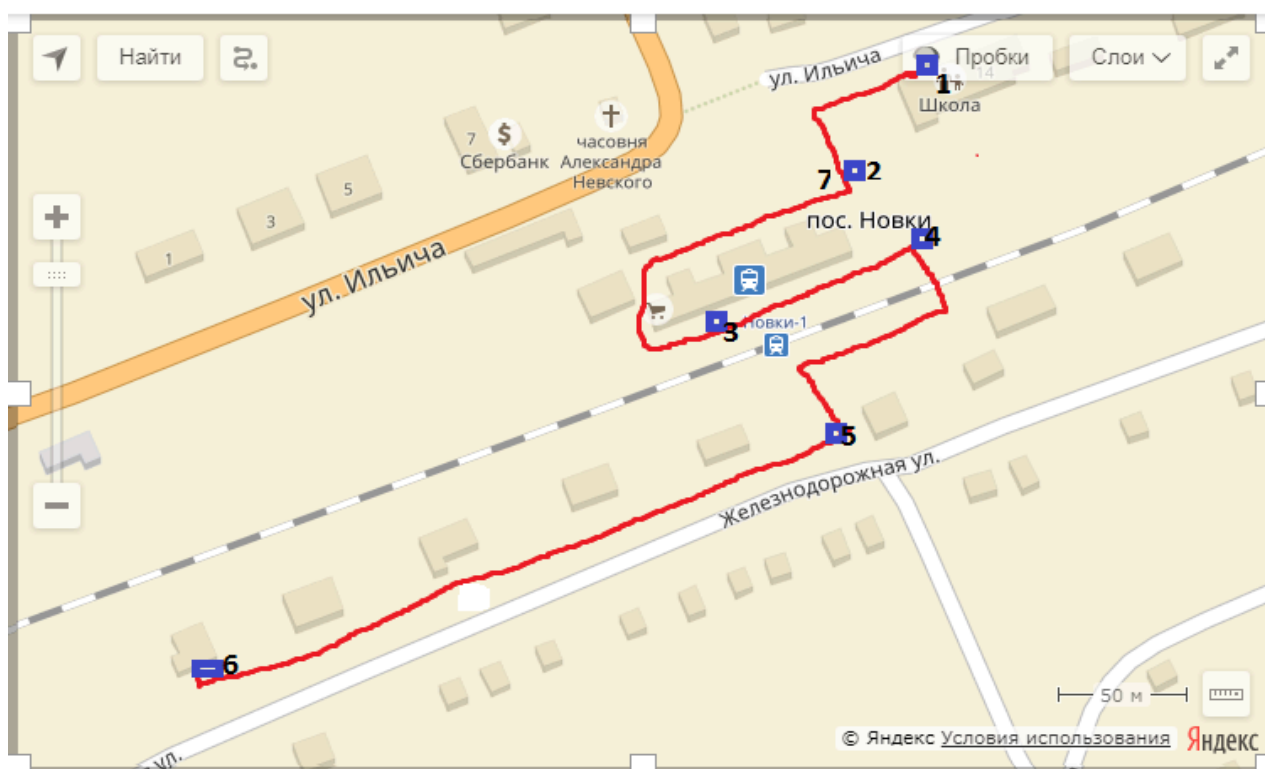 Найти
ул. Ильича
Пробки
Слои
1
14
Школа
7
Сбербанк
часовня
Александра
Невского
5
3
1
7
2
пос. Новки
4
ул. Ильича
3
Новки-1
5
Железнодорожная ул.
6
50 м
© Яндекс Условия использования
Яндекс
ул.